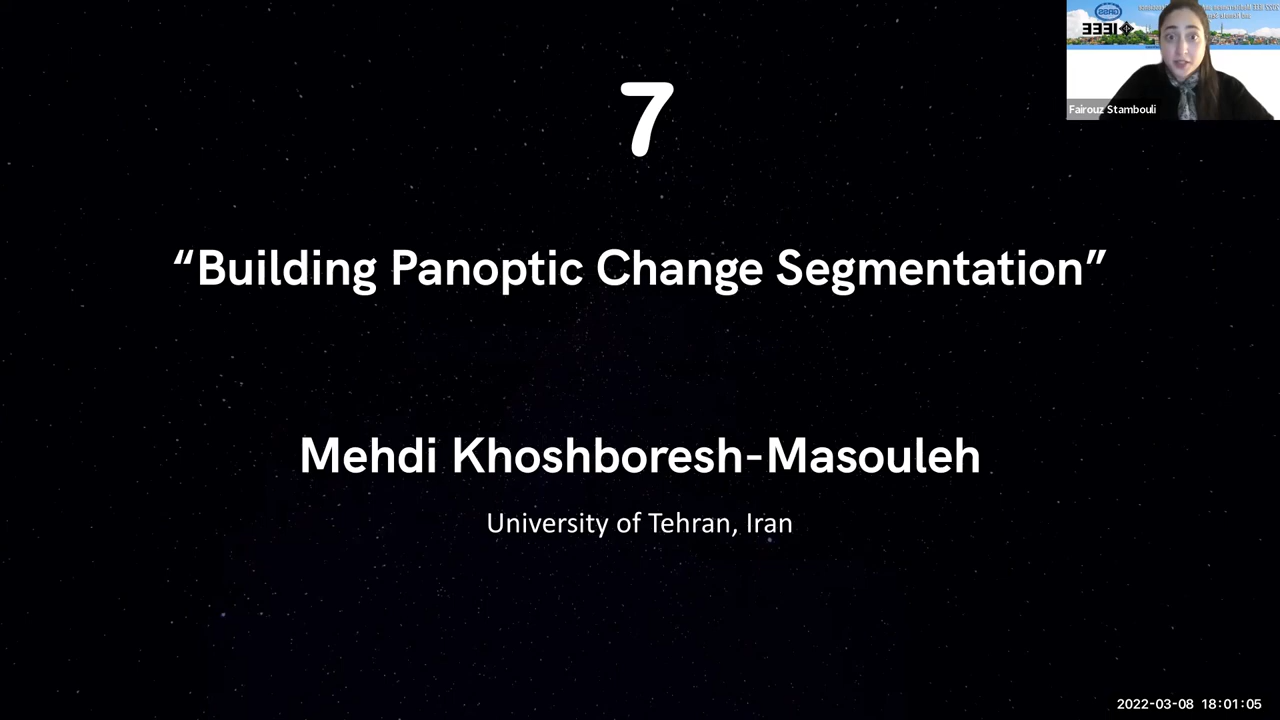 7
“Building Panoptic Change Segmentation”
Mehdi Khoshboresh-Masouleh
University of Tehran, Iran
GRSS
IEEE
Fairouz Stambouli
2022-03-08 18:01:05